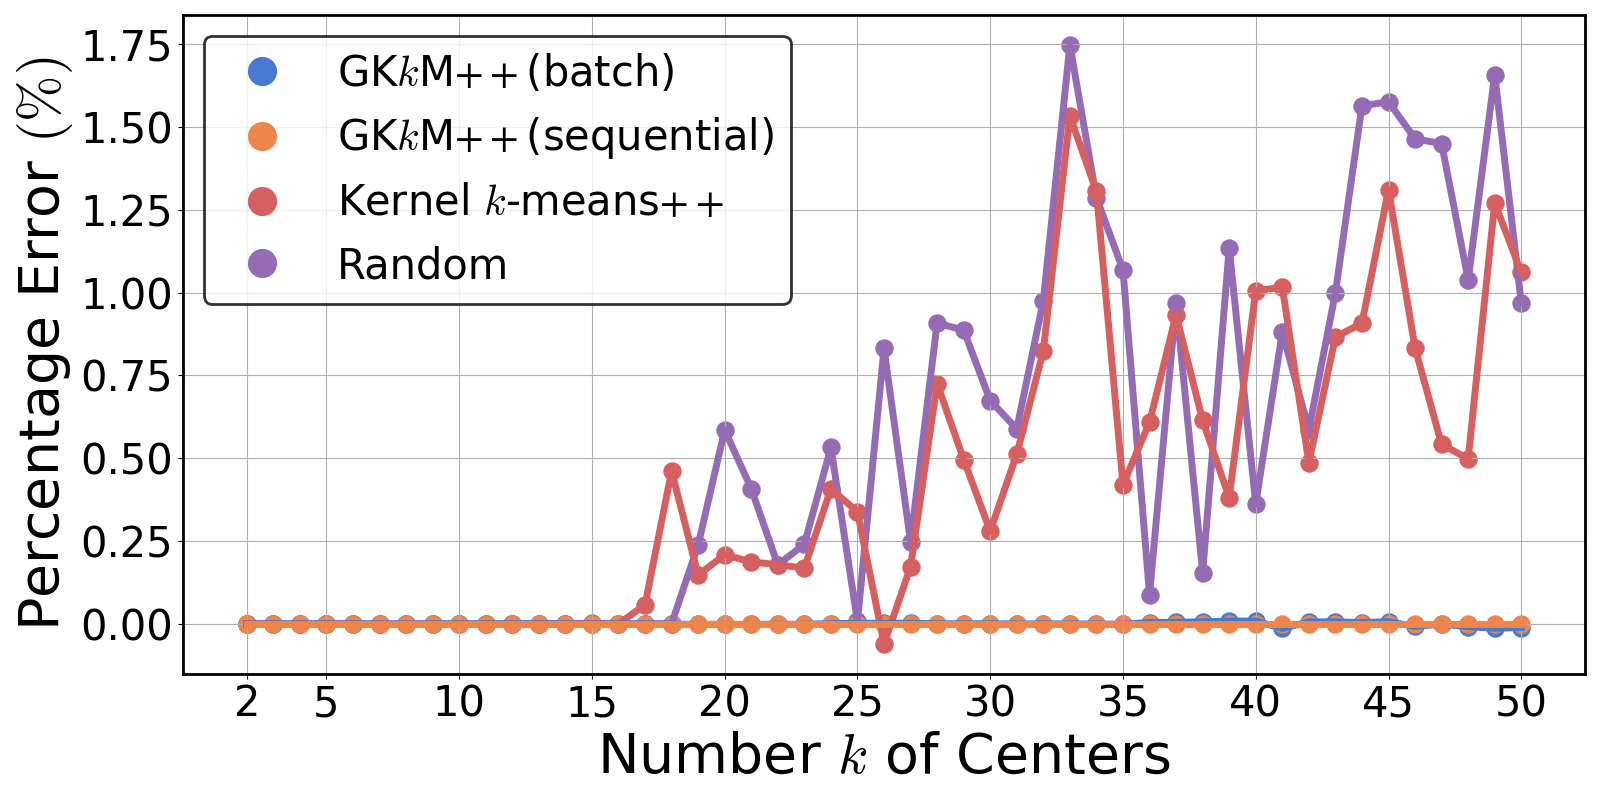 Percentage Error (%)
1.75
1.50
1.25
1.00
0.75
0.50
0.25
0.00
GKkM++(batch)
GKkM++(sequential)
Kernel k-means++
Random
2 5 10 15 20 25 30 35 40 45 50
Number k of Centers